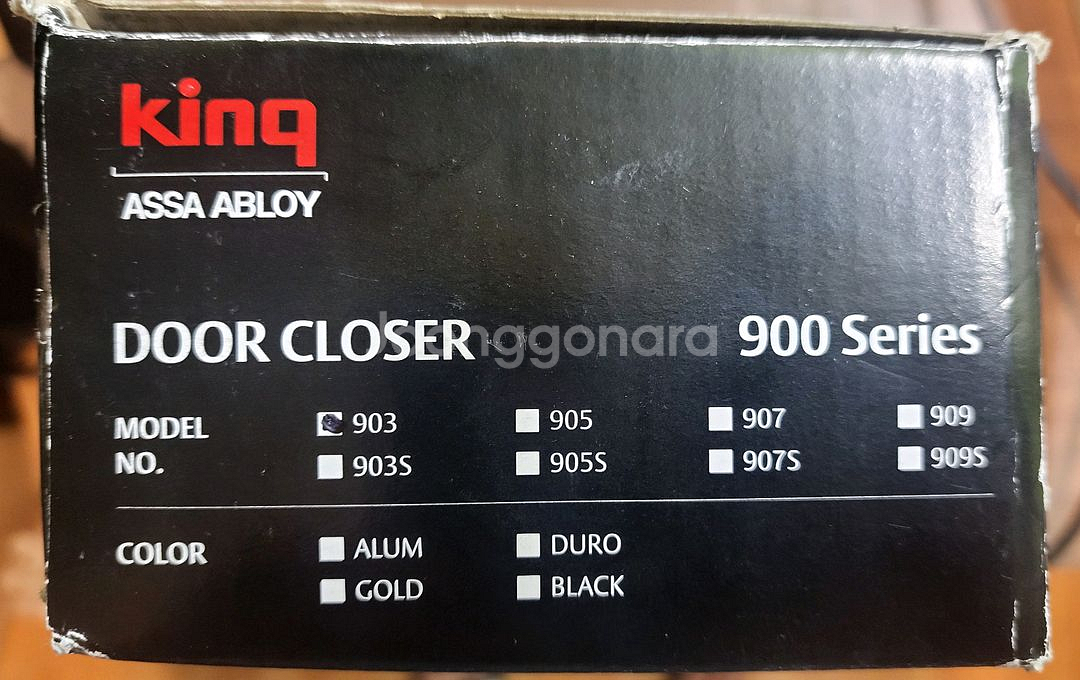 king
ASSA ABLOY
DOOR CLOSER 900 Series
MODEL NO.
903 905 907 909
903S 905S 907S 909S
COLOR
ALUM DURO
GOLD BLACK